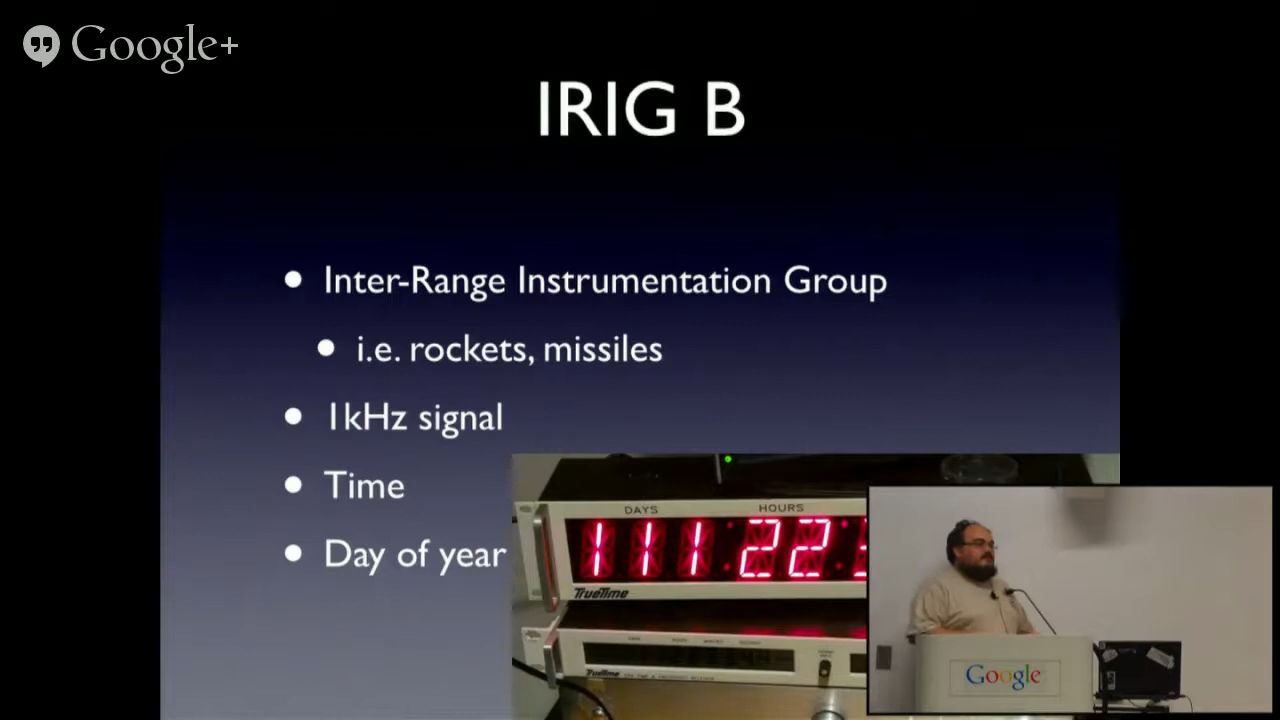 Google+
IRIG B
Inter-Range Instrumentation Group
i.e. rockets, missiles
1kHz signal
Time
Day of year
DAYS HOURS
111:22:
TrueTime
TrueTime
Google